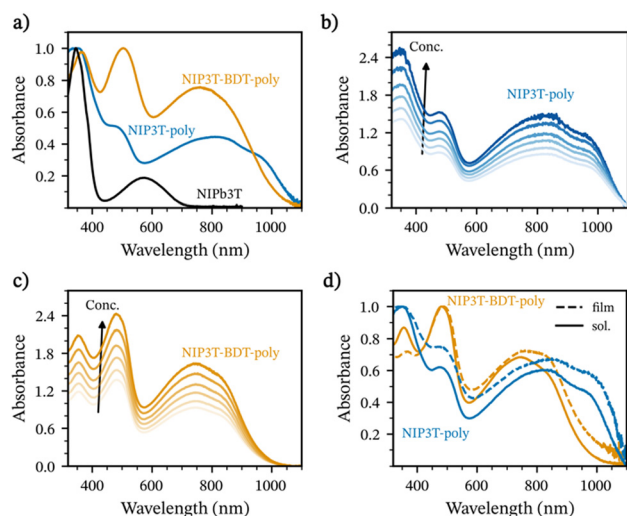 a)
Absorbance
1.0
0.8
0.6
0.4
0.2
NIP3T-BDT-poly
NIP3T-poly
NIPb3T
400 600 800 1000
Wavelength (nm)
b)
Absorbance
2.4
1.8
1.2
0.6
0.0
Conc.
NIP3T-poly
400 600 800 1000
Wavelength (nm)
c)
Absorbance
2.4
1.8
1.2
0.6
0.0
Conc.
NIP3T-BDT-poly
400 600 800 1000
Wavelength (nm)
d)
Absorbance
1.0
0.8
0.6
0.4
0.2
NIP3T-BDT-poly
film
sol.
NIP3T-poly
400 600 800 1000
Wavelength (nm)